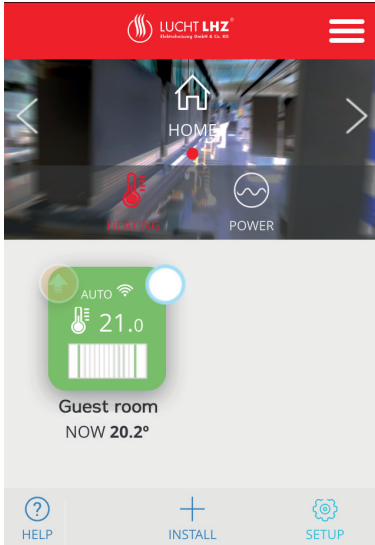 LUCHT LHZ®
Elektroheizung GmbH & Co. KG
HOME
HEATING
POWER
AUTO
21.0
Guest room
NOW 20.2°
?
HELP
INSTALL
SETUP